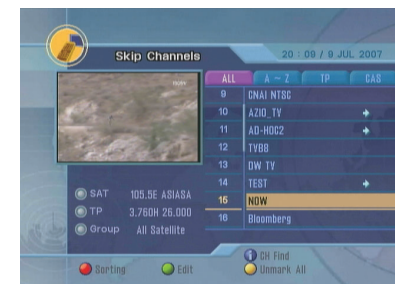 Skip Channels
20 : 09 / 9 JUL 2007
ALL A ~ Z TP CAS
9 CNAI NTSC
10 AZIO_TV
11 AD-HOC2
12 TVBB
13 DW TV
14 TEST
15 NOW
16 Bloomberg
SAT 105.5E ASIASA
TP 3.760H 26.000
Group All Satellite
CH Find
Sorting Edit Unmark All